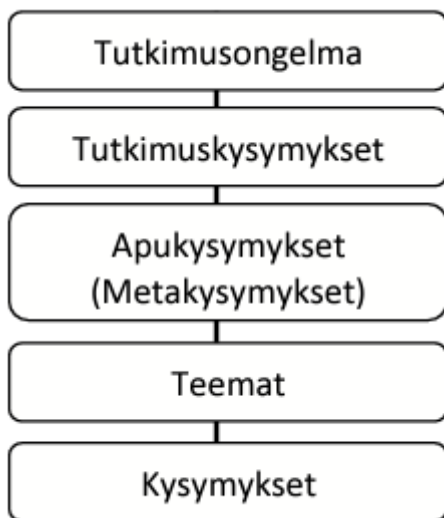 Tutkimusongelma
Tutkimuskysymykset
Apukysymykset
(Metakysymykset)
Teemat
Kysymykset